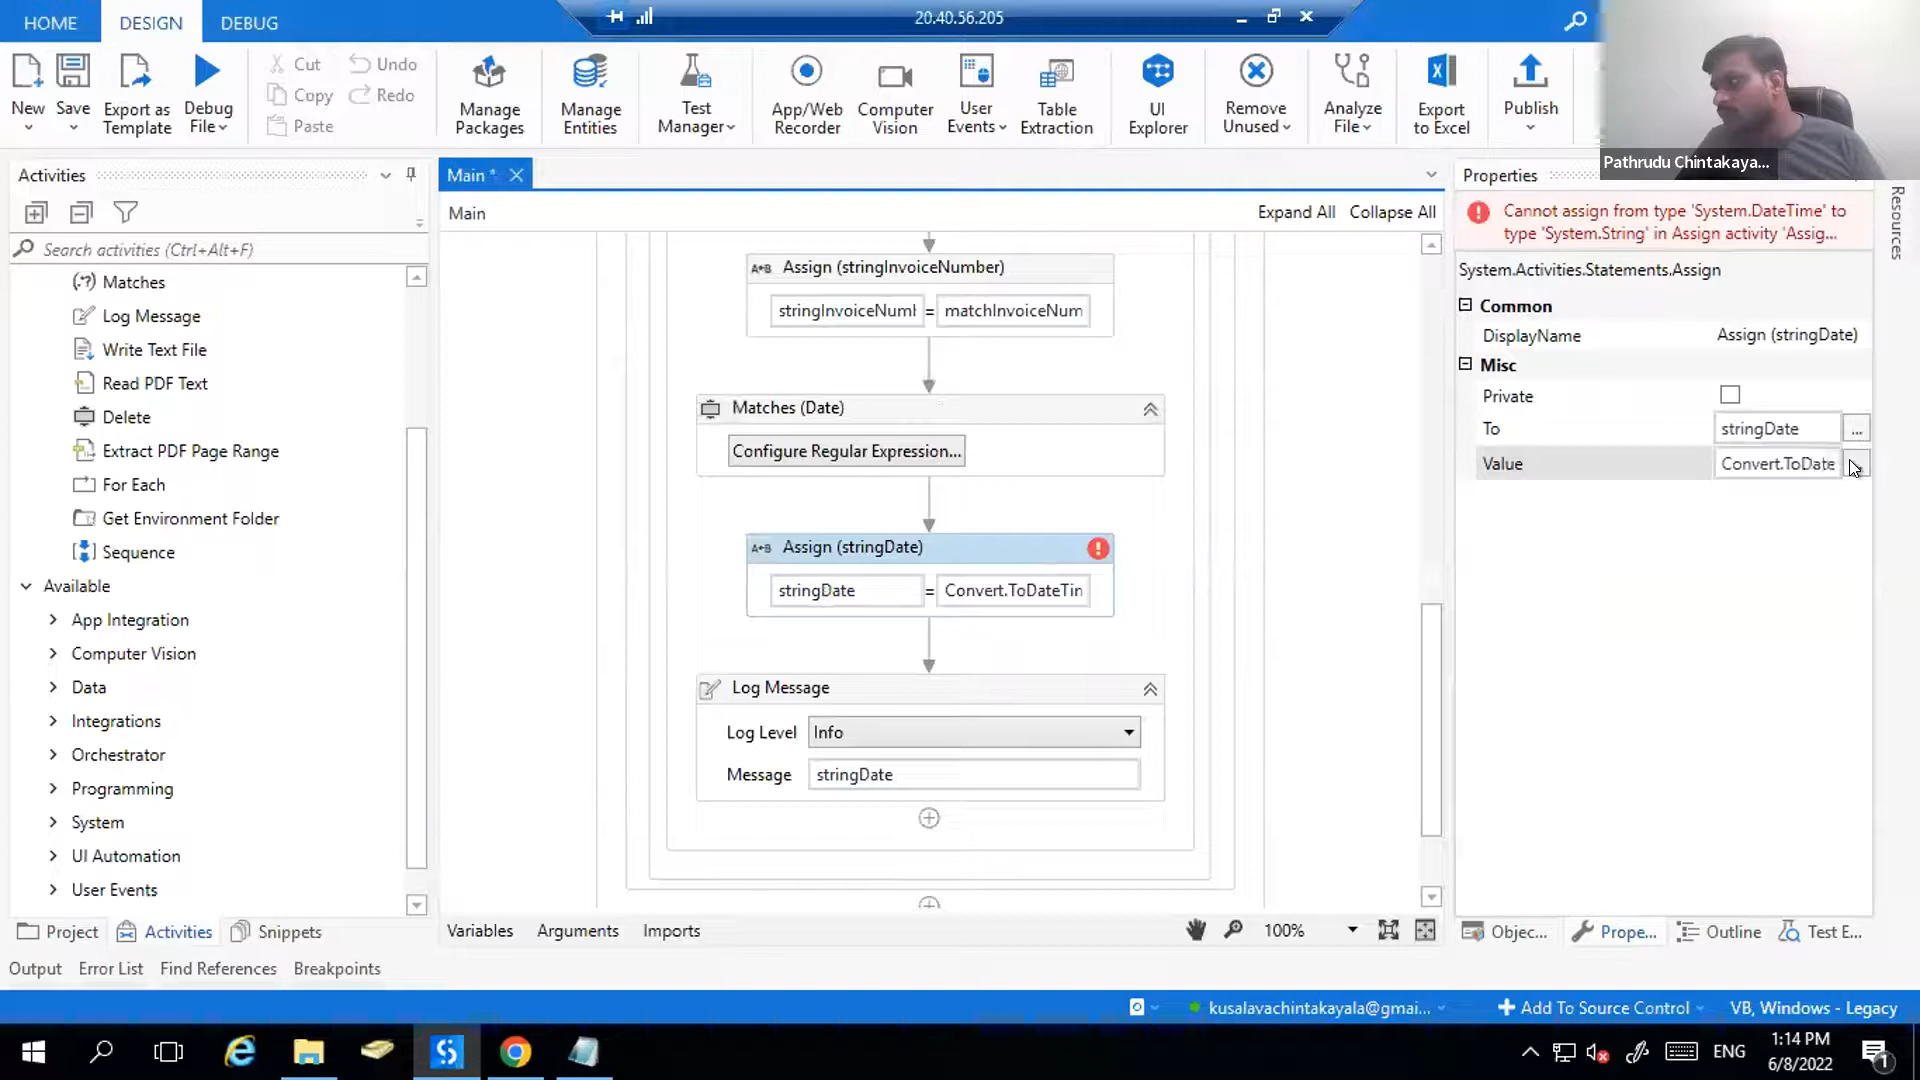 HOME
DESIGN
DEBUG
20.40.56.205
New
Save
Export as
Template
Debug
File
Cut
Copy
Paste
Undo
Redo
Manage
Packages
Manage
Entities
Test
Manager
App/Web
Recorder
Computer
Vision
User
Events
Table
Extraction
UI
Explorer
Remove
Unused
Analyze
File
Export
to Excel
Publish
Pathrudu Chintakaya...
Activities
Search activities (Ctrl+Alt+F)
Matches
Log Message
Write Text File
Read PDF Text
Delete
Extract PDF Page Range
For Each
Get Environment Folder
Sequence
Available
App Integration
Computer Vision
Data
Integrations
Orchestrator
Programming
System
UI Automation
User Events
Project
Activities
Snippets
Main *
Main
Expand All
Collapse All
A+B Assign (stringInvoiceNumber)
stringInvoiceNuml = matchInvoiceNum
Matches (Date)
Configure Regular Expression...
A+B Assign (stringDate)
stringDate = Convert.ToDateTin
Log Message
Log Level Info
Message stringDate
Variables
Arguments
Imports
100%
Properties
Cannot assign from type 'System.DateTime' to
type 'System.String' in Assign activity 'Assig...
System.Activities.Statements.Assign
Common
DisplayName Assign (stringDate)
Misc
Private
To stringDate ...
Value Convert.ToDate
Resources
Objec...
Prope...
Outline
Test E...
Output
Error List
Find References
Breakpoints
kusalavachintakayala@gmai...
Add To Source Control
VB, Windows - Legacy
ENG
1:14 PM
6/8/2022
1